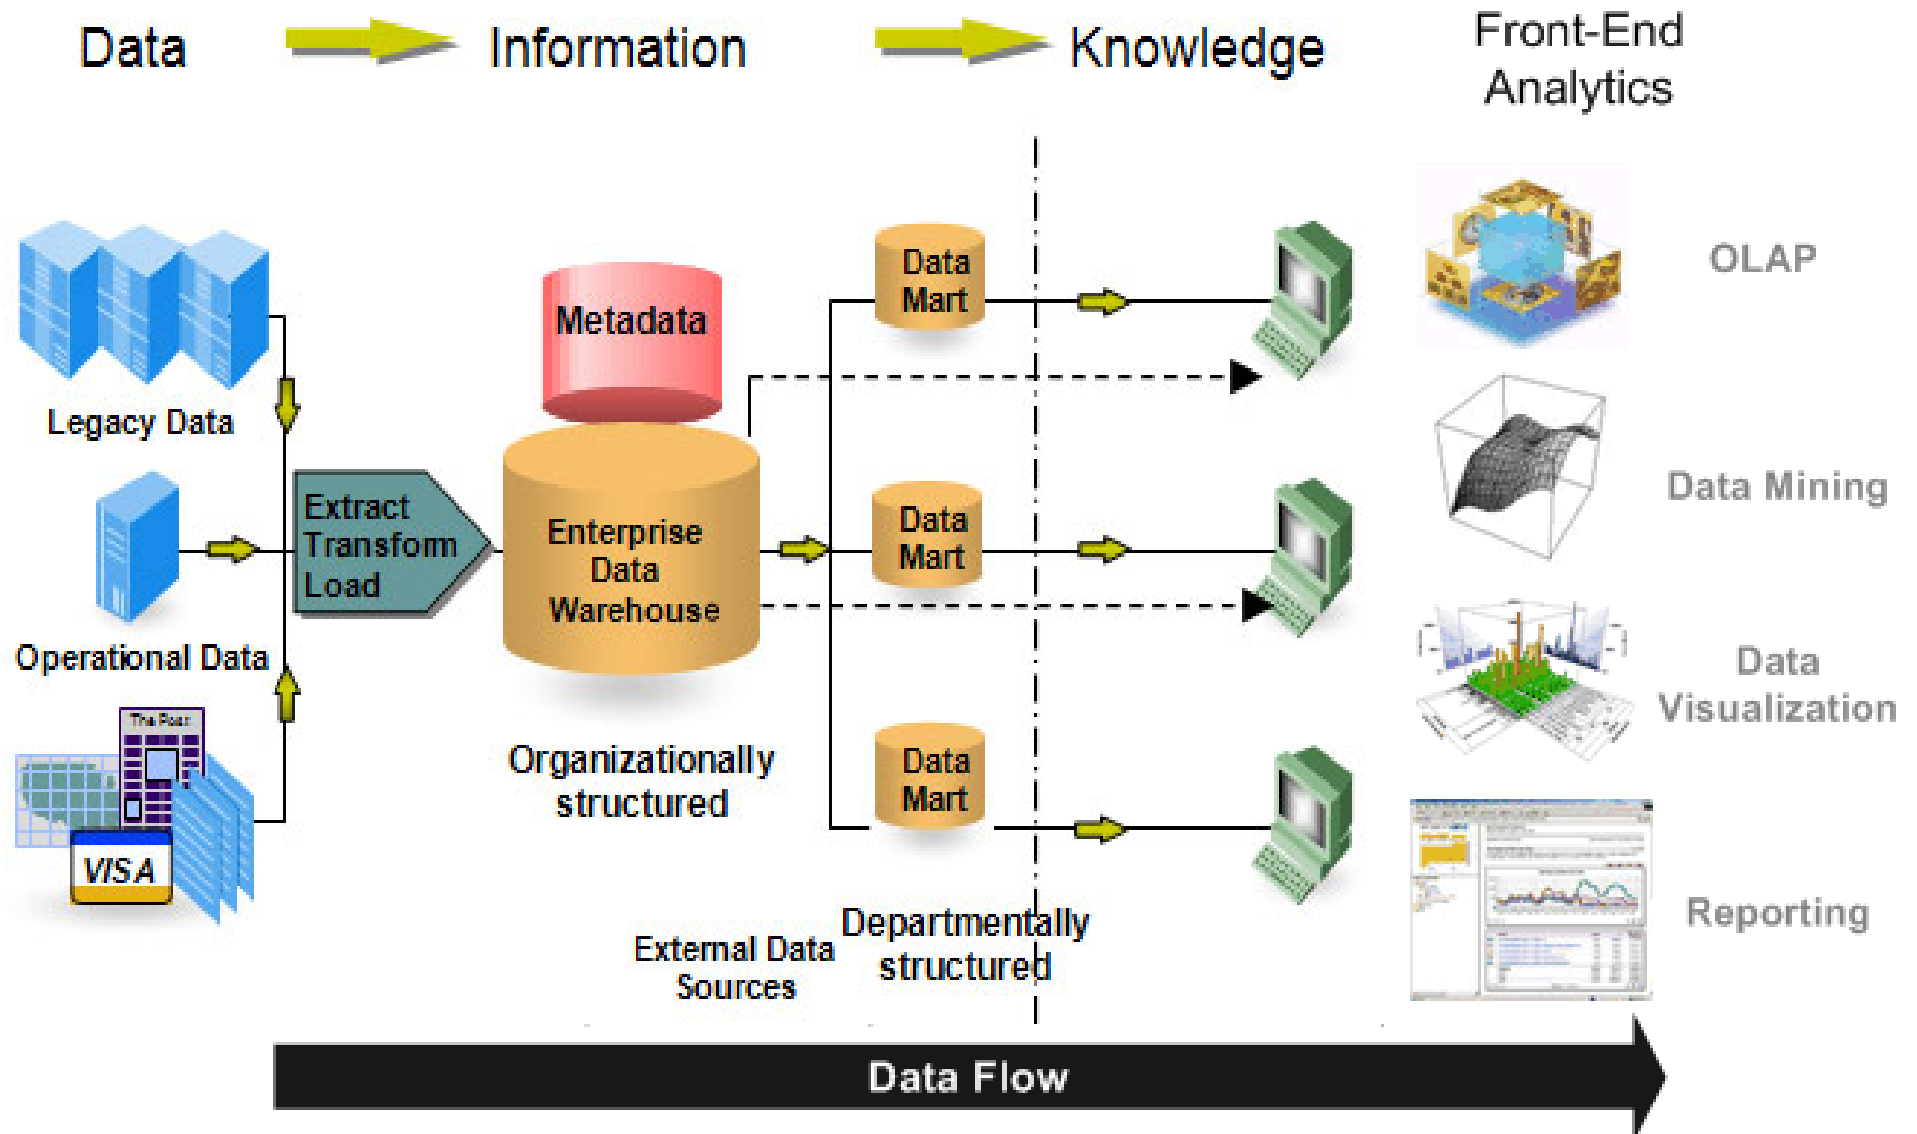 Data
Information
Knowledge
Front-End
Analytics
Legacy Data
Operational Data
The Post
VISA
Extract
Transform
Load
Metadata
Enterprise
Data
Warehouse
Organizationally
structured
External Data
Sources
Data
Mart
Data
Mart
Data
Mart
Departmentally
structured
OLAP
Data Mining
Data
Visualization
Reporting
Data Flow